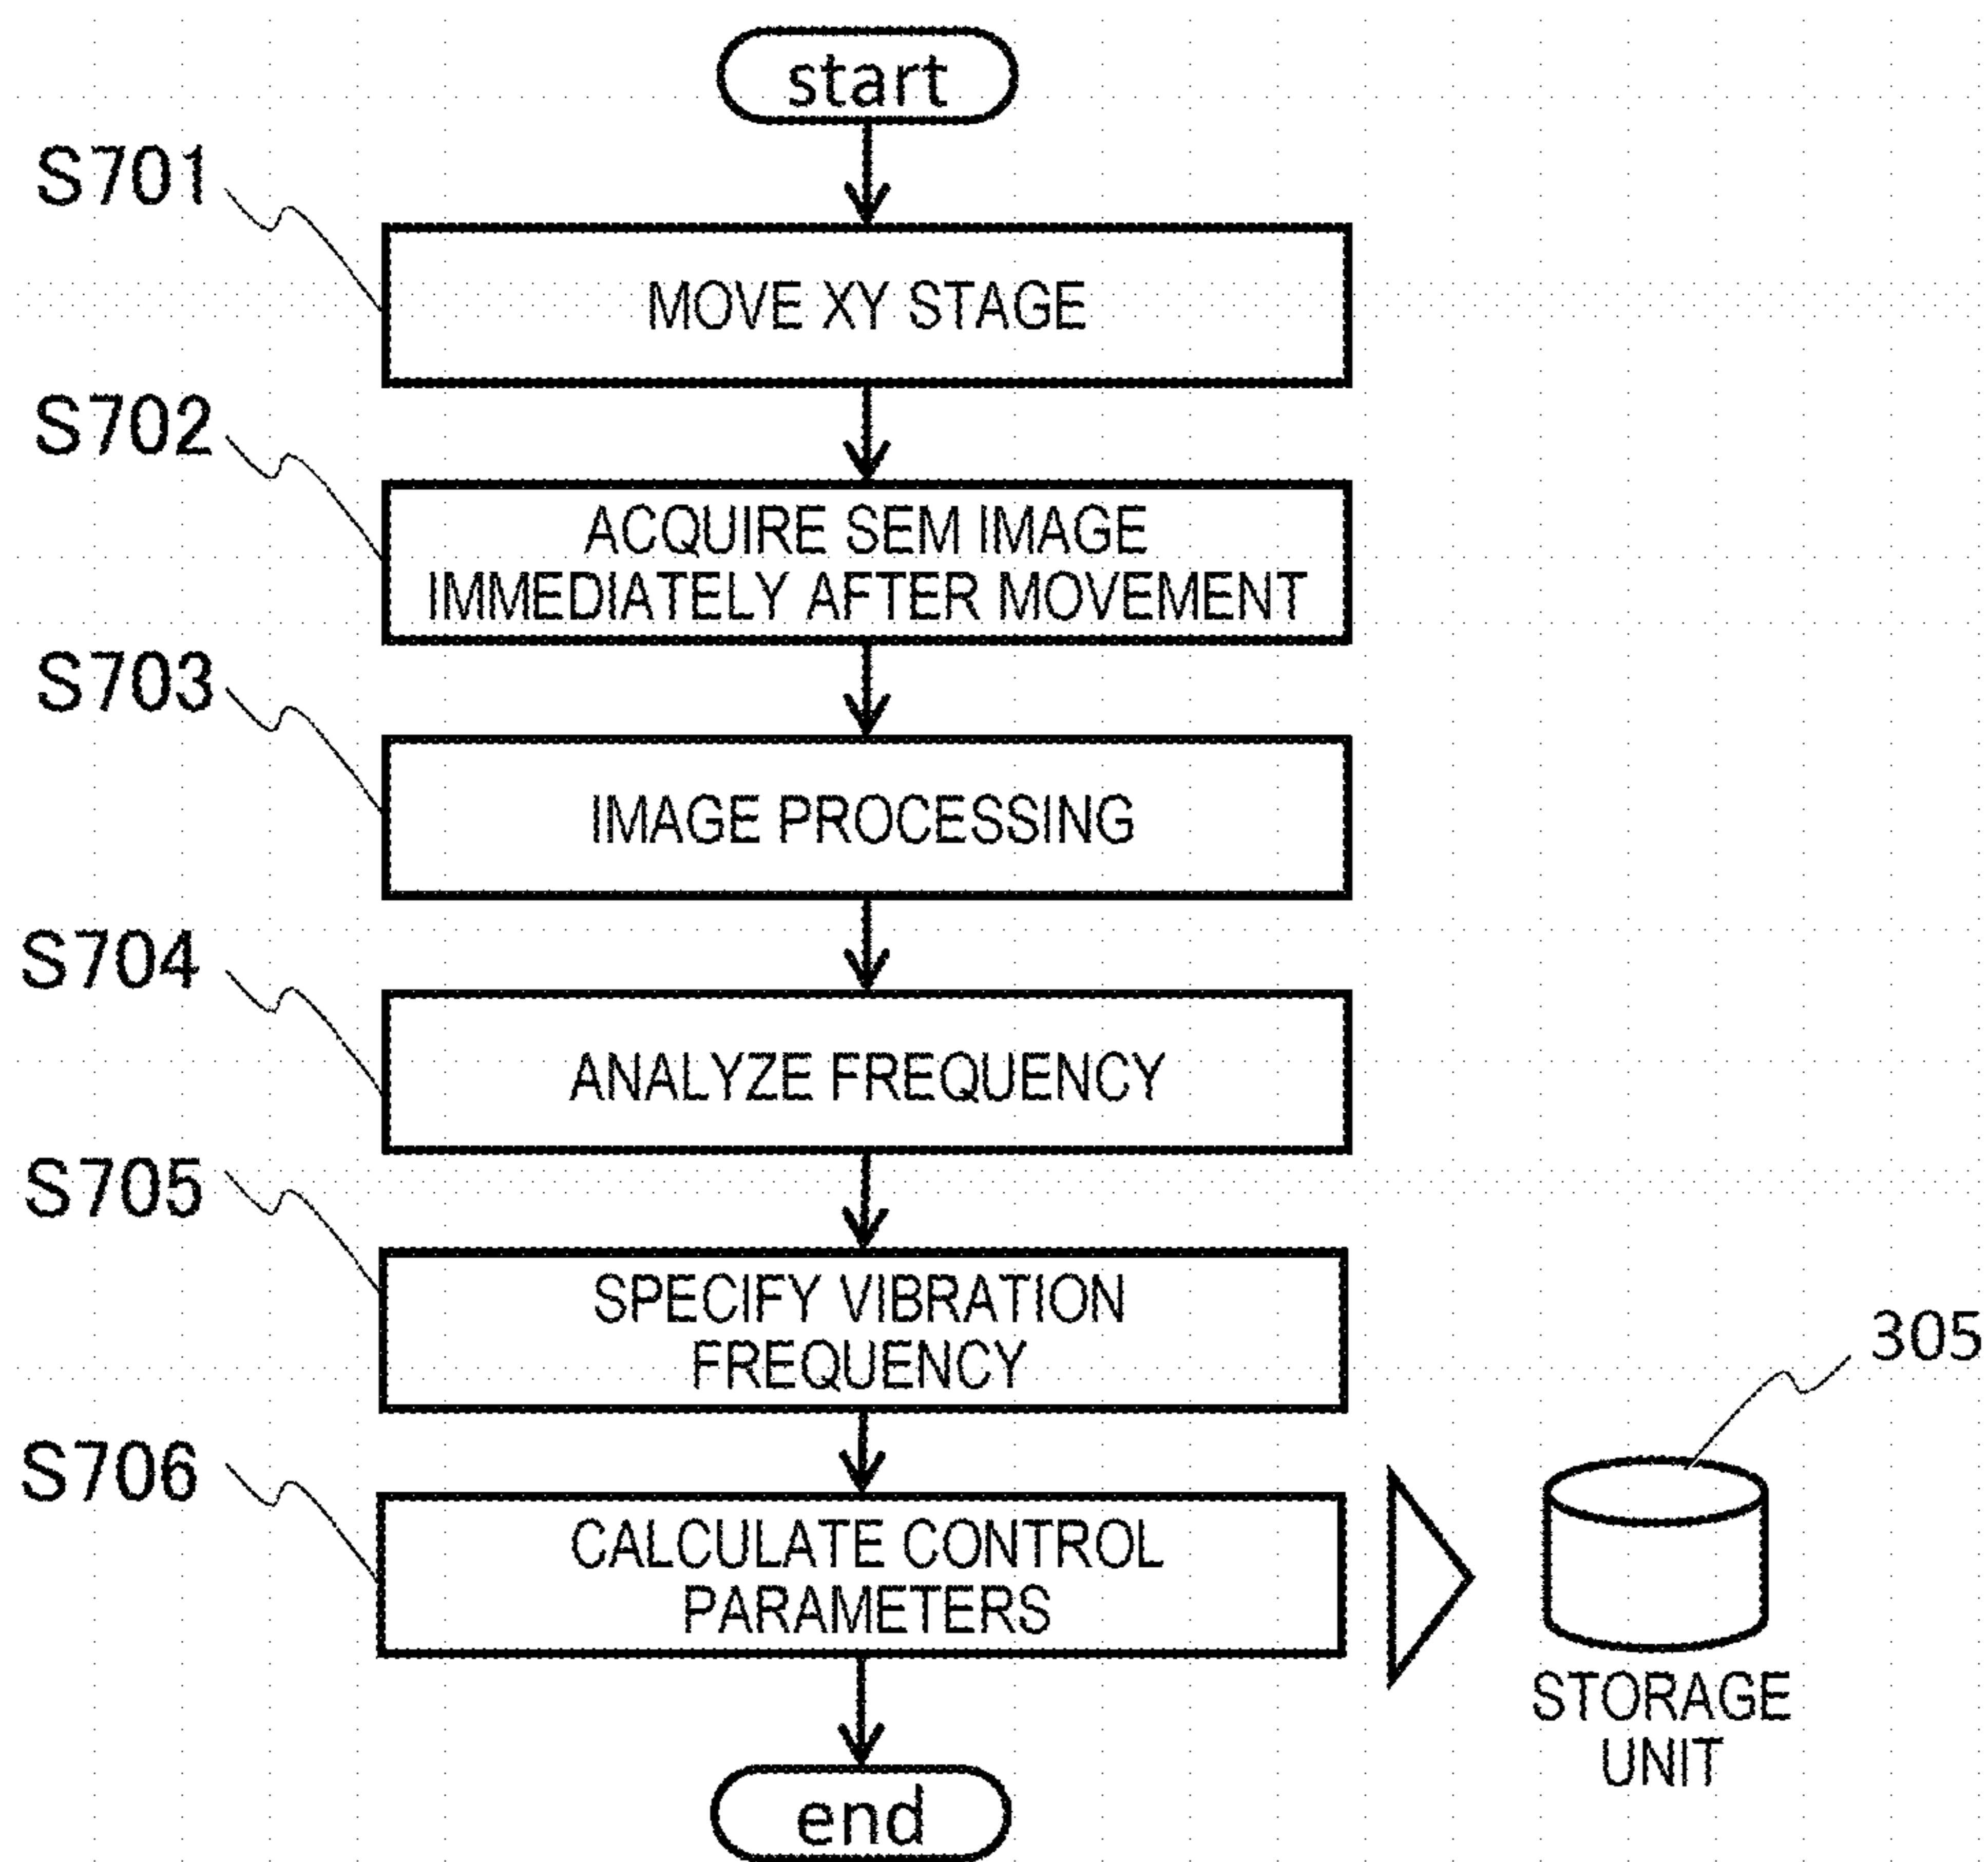 start
S701
MOVE XY STAGE
S702
ACQUIRE SEM IMAGE
IMMEDIATELY AFTER MOVEMENT
S703
IMAGE PROCESSING
S704
ANALYZE FREQUENCY
S705
SPECIFY VIBRATION
FREQUENCY
305
S706
CALCULATE CONTROL
PARAMETERS
STORAGE
UNIT
end